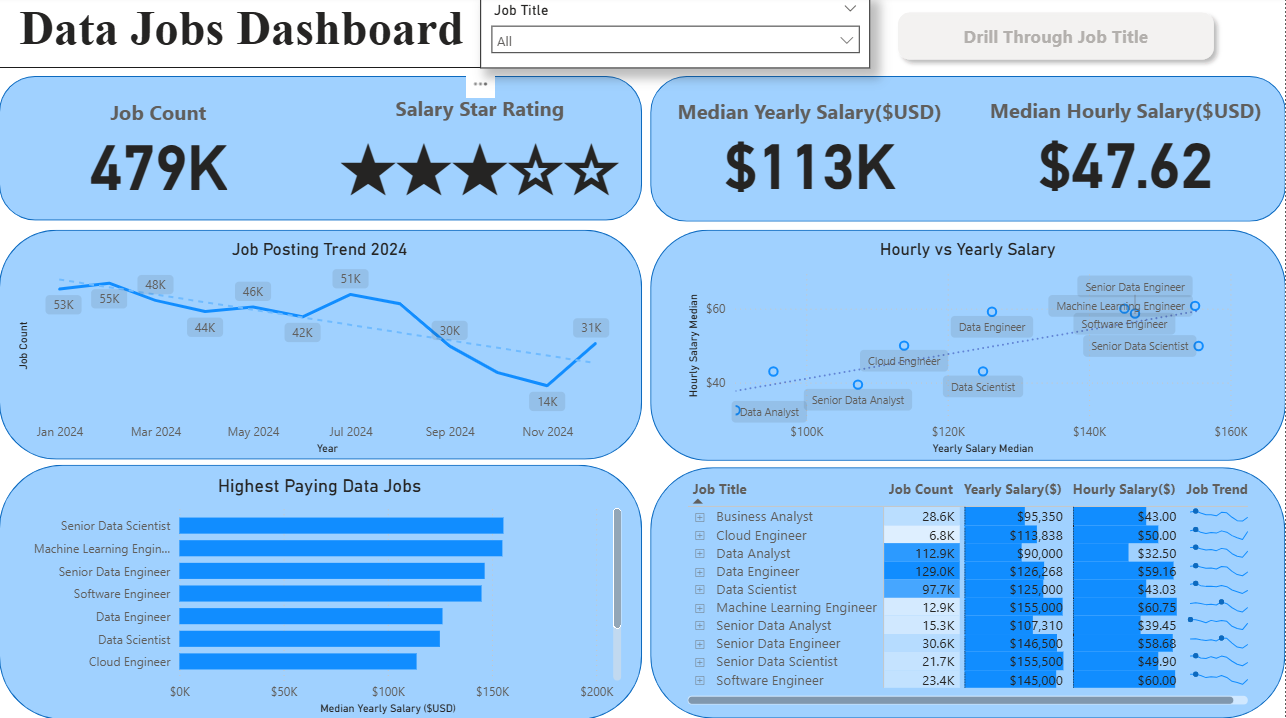 Data Jobs Dashboard
Job Title
All
Drill Through Job Title
Job Count
479K
Salary Star Rating
★★★☆☆
Median Yearly Salary($USD)
$113K
Median Hourly Salary($USD)
$47.62
Job Posting Trend 2024
Job Count
53K
55K
48K
44K
46K
42K
51K
30K
14K
31K
Jan 2024
Mar 2024
May 2024
Jul 2024
Sep 2024
Nov 2024
Year
Hourly vs Yearly Salary
Hourly Salary Median
$60
$40
Senior Data Engineer
Machine Learning Engineer
Software Engineer
Data Engineer
Senior Data Scientist
Cloud Engineer
Data Scientist
Senior Data Analyst
Data Analyst
$100K
$120K
$140K
$160K
Yearly Salary Median
Highest Paying Data Jobs
Senior Data Scientist
Machine Learning Engin...
Senior Data Engineer
Software Engineer
Data Engineer
Data Scientist
Cloud Engineer
$0K
$50K
$100K
$150K
$200K
Median Yearly Salary ($USD)
Job Title Job Count Yearly Salary($) Hourly Salary($) Job Trend
Business Analyst 28.6K $95,350 $43.00
Cloud Engineer 6.8K $113,838 $50.00
Data Analyst 112.9K $90,000 $32.50
Data Engineer 129.0K $126,268 $59.16
Data Scientist 97.7K $125,000 $43.03
Machine Learning Engineer 12.9K $155,000 $60.75
Senior Data Analyst 15.3K $107,310 $39.45
Senior Data Engineer 30.6K $146,500 $58.68
Senior Data Scientist 21.7K $155,500 $49.90
Software Engineer 23.4K $145,000 $60.00